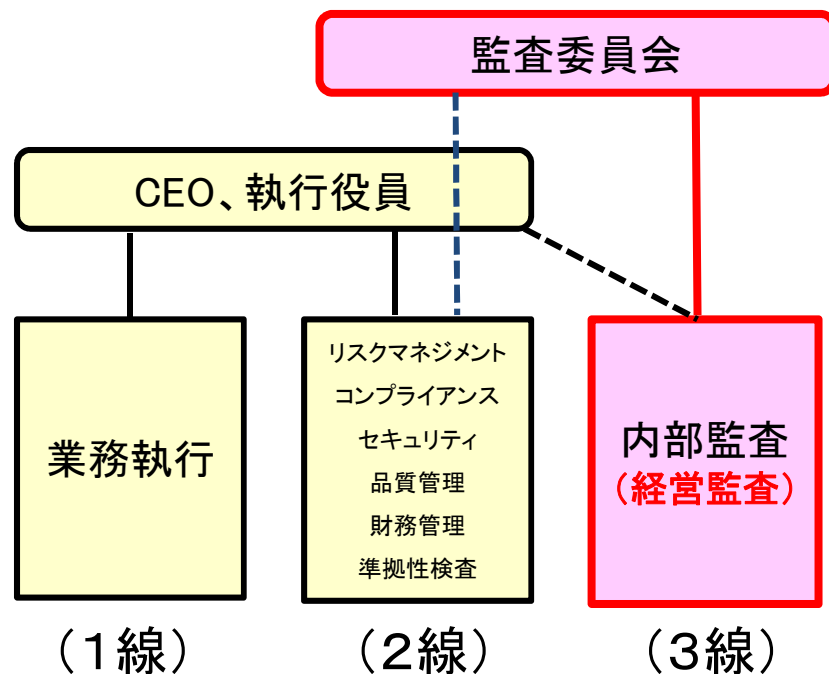 監査委員会
CEO、執行役員
業務執行
リスクマネジメント
コンプライアンス
セキュリティ
品質管理
財務管理
準拠性検査
内部監査
（経営監査）
（１線）
（２線）
（３線）